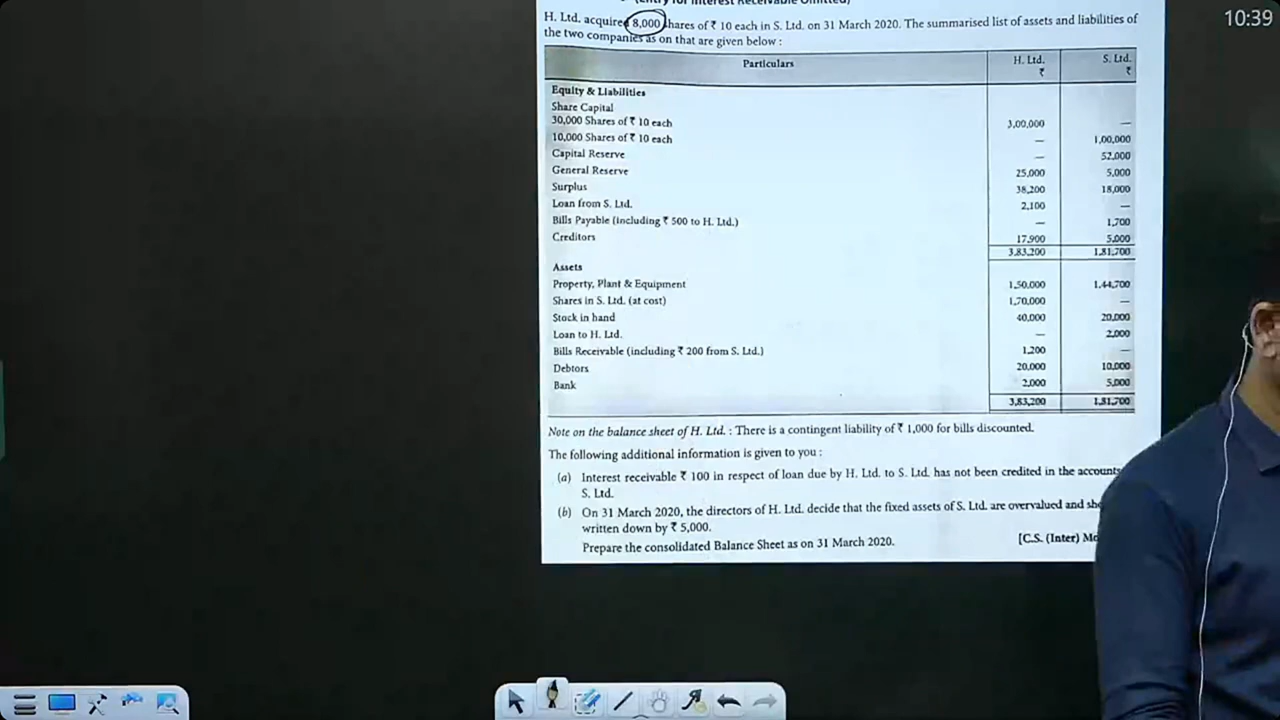 10:39
(Entry for Interest Receivable Omitted)
H. Ltd. acquired 8,000 shares of ₹ 10 each in S. Ltd. on 31 March 2020. The summarised list of assets and liabilities of
the two companies as on that are given below :
Particulars H. Ltd. ₹ S. Ltd. ₹
Equity & Liabilities
Share Capital
30,000 Shares of ₹ 10 each 3,00,000 —
10,000 Shares of ₹ 10 each — 1,00,000
Capital Reserve — 52,000
General Reserve 25,000 5,000
Surplus 38,200 18,000
Loan from S. Ltd. 2,100 —
Bills Payable (including ₹ 500 to H. Ltd.) — 1,700
Creditors 17,900 5,000
3,83,200 1,81,700
Assets
Property, Plant & Equipment 1,50,000 1,44,700
Shares in S. Ltd. (at cost) 1,70,000 —
Stock in hand 40,000 20,000
Loan to H. Ltd. — 2,000
Bills Receivable (including ₹ 200 from S. Ltd.) 1,200 —
Debtors 20,000 10,000
Bank 2,000 5,000
3,83,200 1,81,700
Note on the balance sheet of H. Ltd. : There is a contingent liability of ₹ 1,000 for bills discounted.
The following additional information is given to you :
(a) Interest receivable ₹ 100 in respect of loan due by H. Ltd. to S. Ltd. has not been credited in the accounts
S. Ltd.
(b) On 31 March 2020, the directors of H. Ltd. decide that the fixed assets of S. Ltd. are overvalued and
written down by ₹ 5,000.
Prepare the consolidated Balance Sheet as on 31 March 2020. [C.S. (Inter)